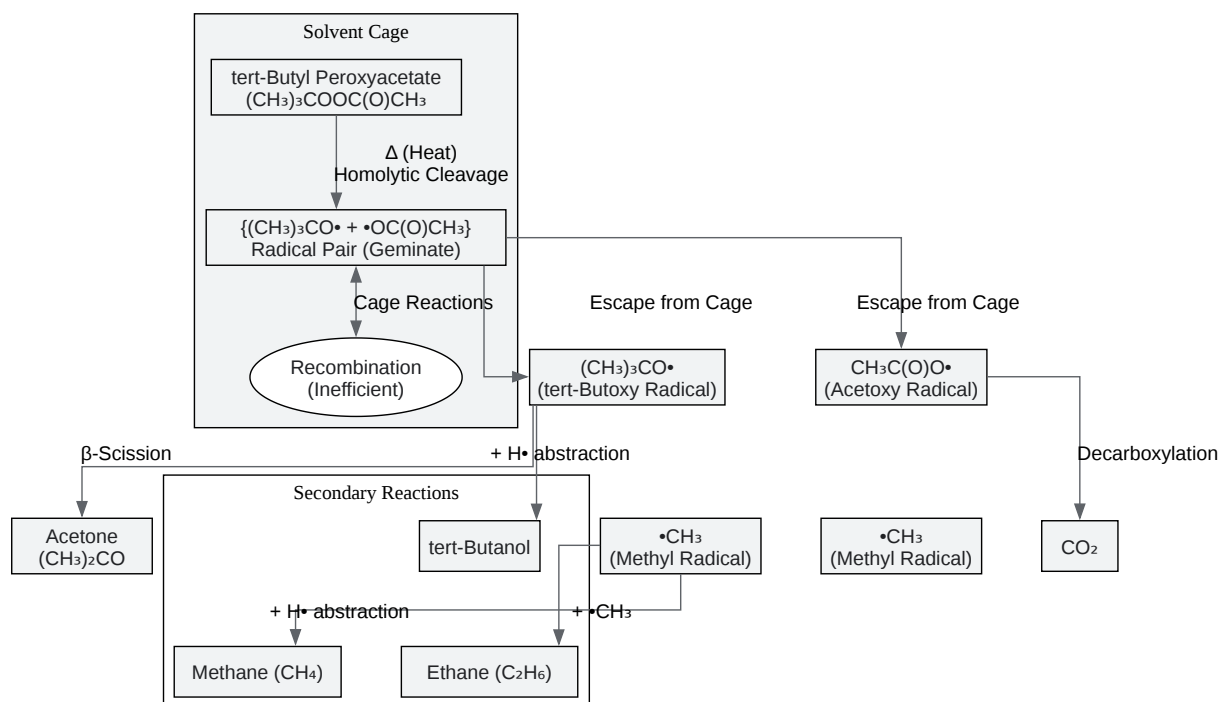 Solvent Cage
tert-Butyl Peroxyacetate
(CH₃)₃COOC(O)CH₃
Δ (Heat)
Homolytic Cleavage
{(CH₃)₃CO• + •OC(O)CH₃}
Radical Pair (Geminate)
Cage Reactions
Escape from Cage
Escape from Cage
Recombination
(Inefficient)
(CH₃)₃CO•
(tert-Butoxy Radical)
CH₃C(O)O•
(Acetoxy Radical)
β-Scission
+ H• abstraction
Decarboxylation
Secondary Reactions
Acetone
(CH₃)₂CO
tert-Butanol
•CH₃
(Methyl Radical)
•CH₃
(Methyl Radical)
CO₂
+ H• abstraction
+ •CH₃
Methane (CH₄)
Ethane (C₂H₆)